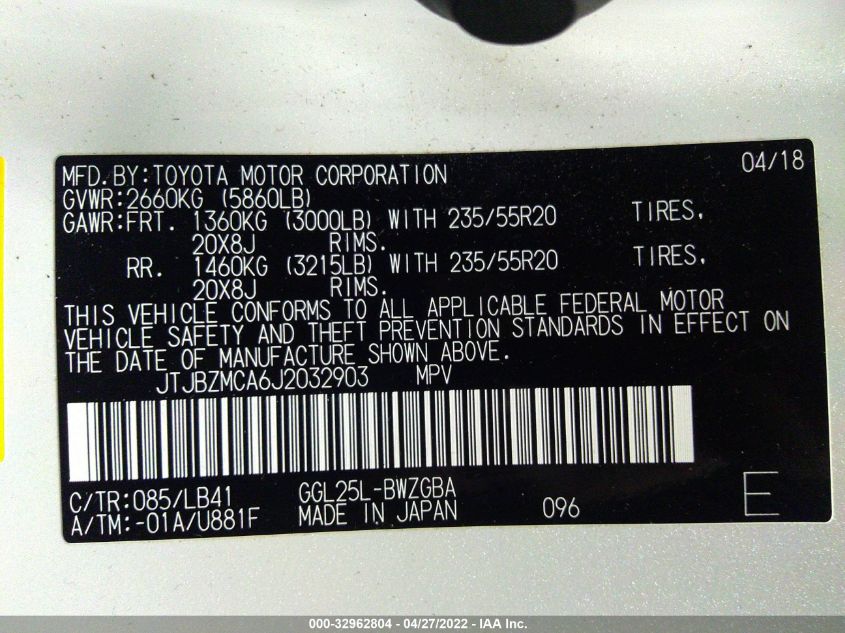 MFD.BY:TOYOTA MOTOR CORPORATION 04/18
GVWR:2660KG (5860LB)
GAWR:FRT. 1360KG (3000LB) WITH 235/55R20 TIRES,
20X8J RIMS.
RR. 1460KG (3215LB) WITH 235/55R20 TIRES,
20X8J RIMS.
THIS VEHICLE CONFORMS TO ALL APPLICABLE FEDERAL MOTOR
VEHICLE SAFETY AND THEFT PREVENTION STANDARDS IN EFFECT ON
THE DATE OF MANUFACTURE SHOWN ABOVE.
JTJBZMCA6J2032903 MPV
C/TR:085/LB41 GGL25L-BWZGBA
A/TM:-01A/U881F MADE IN JAPAN 096 E
000-32962804 - 04/27/2022 - IAA Inc.